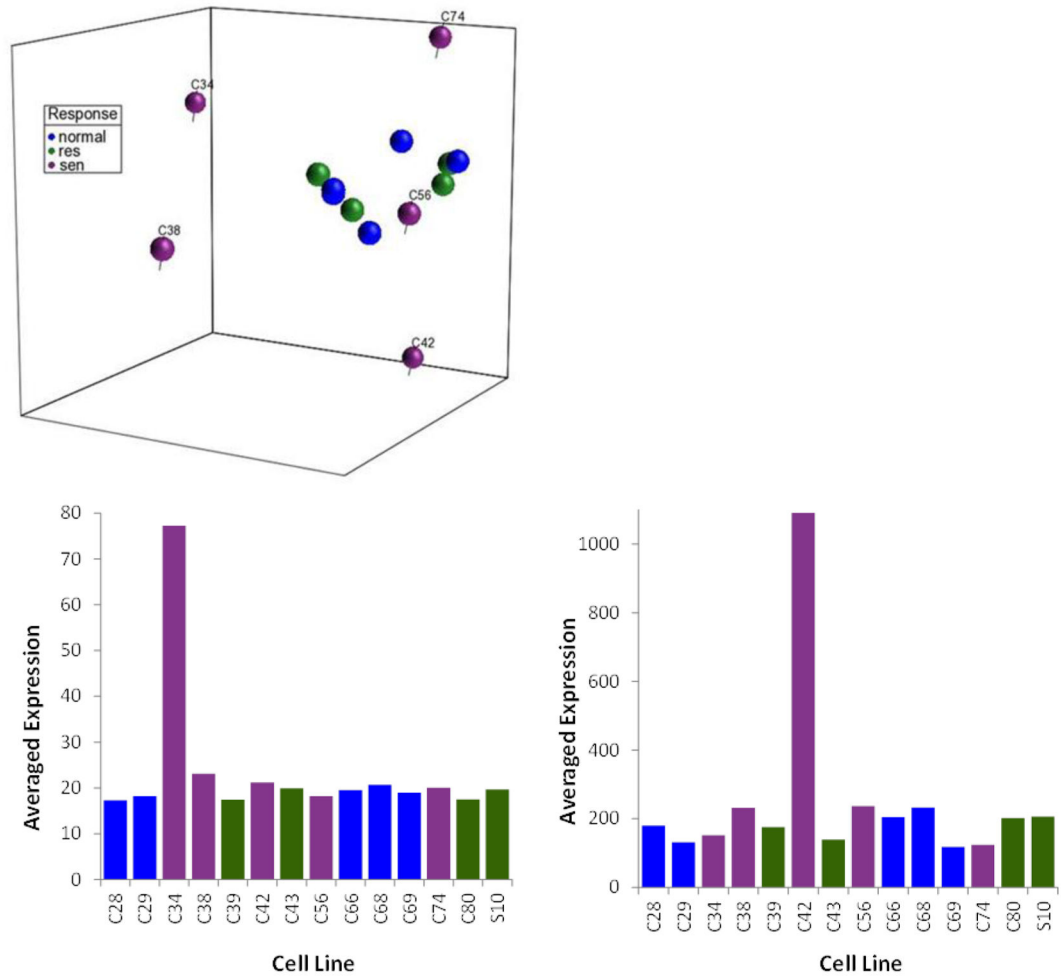 C74
C34
Response
normal
res
sen
C56
C38
C42
80
70
60
50
40
30
20
10
0
Averaged Expression
C28 C29 C34 C38 C39 C42 C43 C56 C66 C68 C69 C74 C80 S10
Cell Line
1000
800
600
400
200
0
Averaged Expression
C28 C29 C34 C38 C39 C42 C43 C56 C66 C68 C69 C74 C80 S10
Cell Line